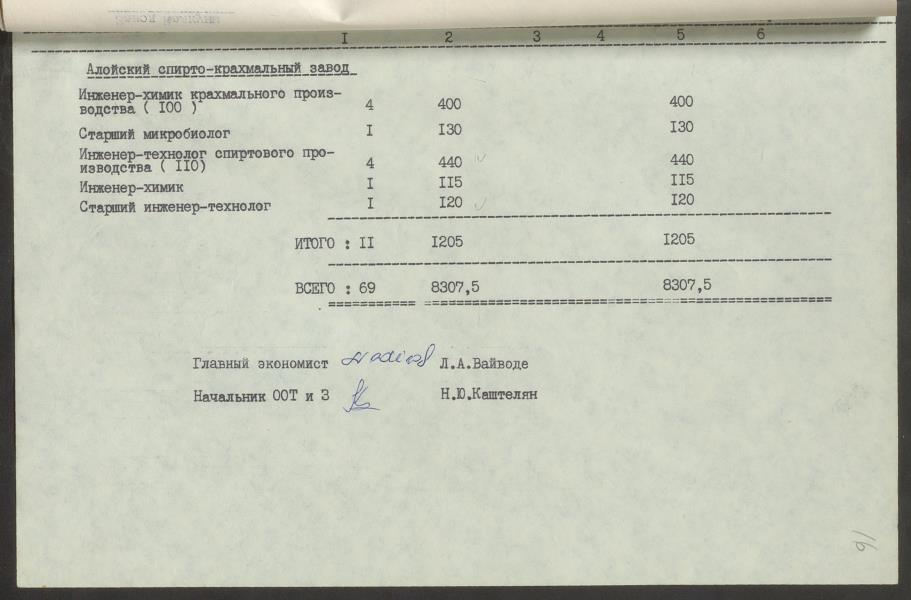 I 2 3 4 5 6
Алойский спирто-крахмальный завод
Инженер-химик крахмального произ-
водства ( I00 ) 4 400 400
Старший микробиолог I I30 I30
Инженер-технолог спиртового про-
изводства ( II0) 4 440 440
Инженер-химик I II5 II5
Старший инженер-технолог I I20 I20
ИТОГО : II I205 I205
ВСЕГО : 69 8307,5 8307,5
Главный экономист Л.А.Вайводе
Начальник ООТ и З Н.Ю.Каштелян
91